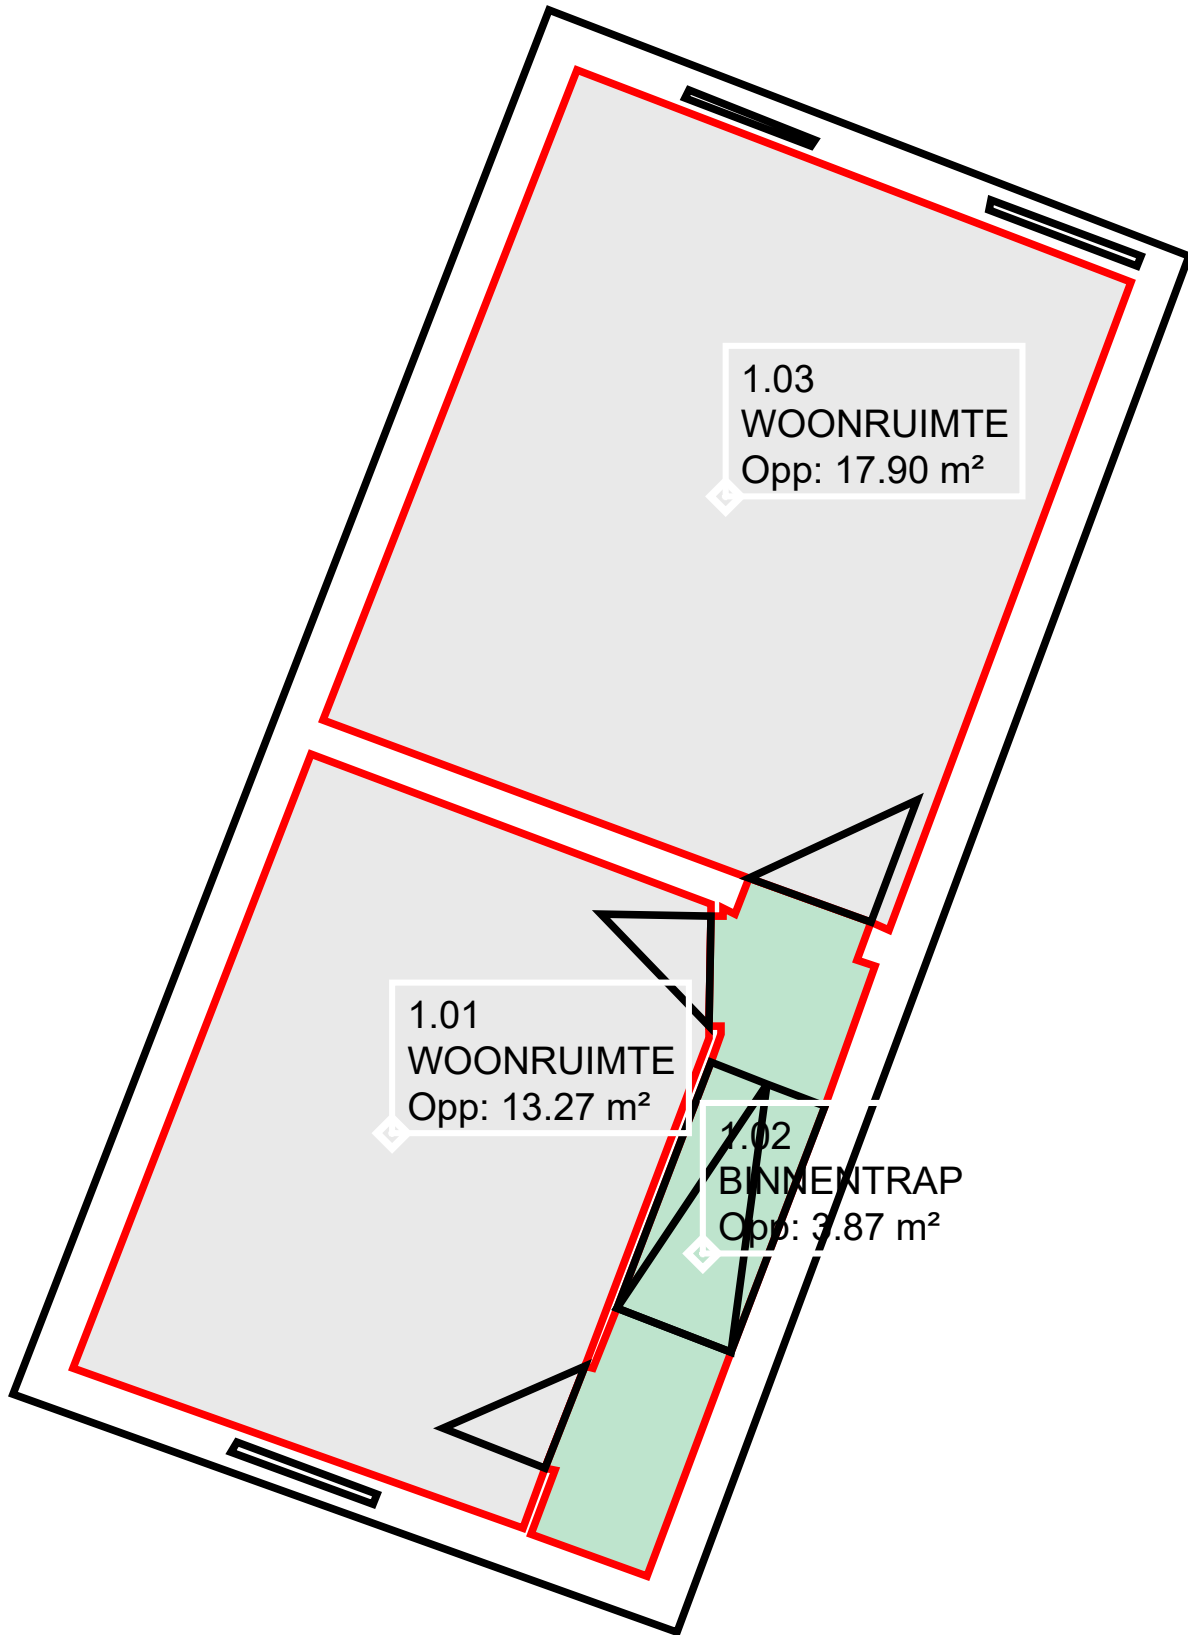 1.03
WOONRUIMTE
Opp: 17.90 m²
1.01
WOONRUIMTE
Opp: 13.27 m²
1.02
BINNENTRAP
Opp: 3.87 m²